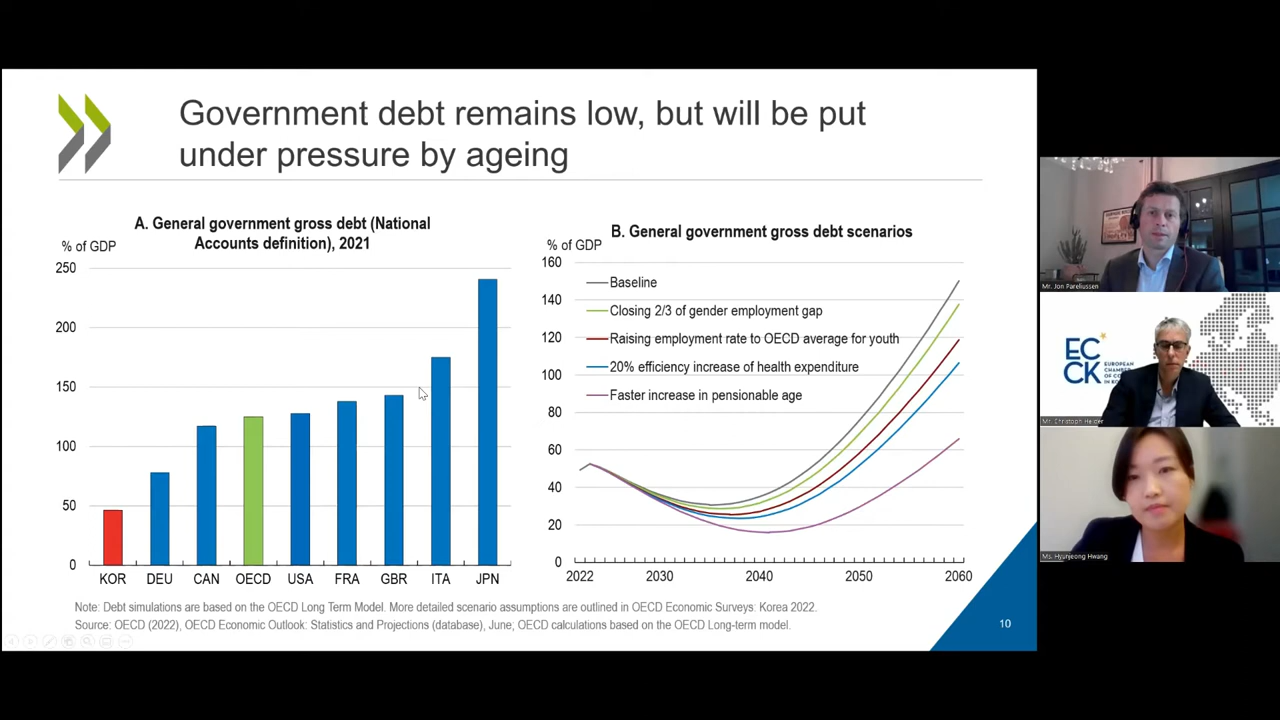 Government debt remains low, but will be put
under pressure by ageing
A. General government gross debt (National
Accounts definition), 2021
% of GDP
250
200
150
100
50
0
KOR DEU CAN OECD USA FRA GBR ITA JPN
B. General government gross debt scenarios
% of GDP
160
140
120
100
80
60
40
20
0
Baseline
Closing 2/3 of gender employment gap
Raising employment rate to OECD average for youth
20% efficiency increase of health expenditure
Faster increase in pensionable age
2022 2030 2040 2050 2060
Note: Debt simulations are based on the OECD Long Term Model. More detailed scenario assumptions are outlined in OECD Economic Surveys: Korea 2022.
Source: OECD (2022), OECD Economic Outlook: Statistics and Projections (database), June; OECD calculations based on the OECD Long-term model.
10
Mr. Jon Pareliussen
EC
CK
EUROPEAN
CHAMBER
OF CO
IN KO
Mr. Christoph Heider
Ms. Hyunjeong Hwang